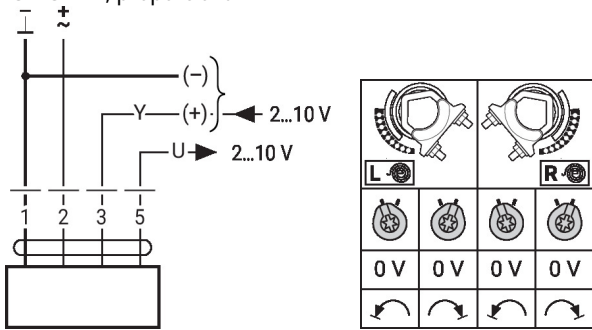 (–)
Y (+) 2...10 V
U 2...10 V
1 2 3 5
L R
0 V 0 V 0 V 0 V